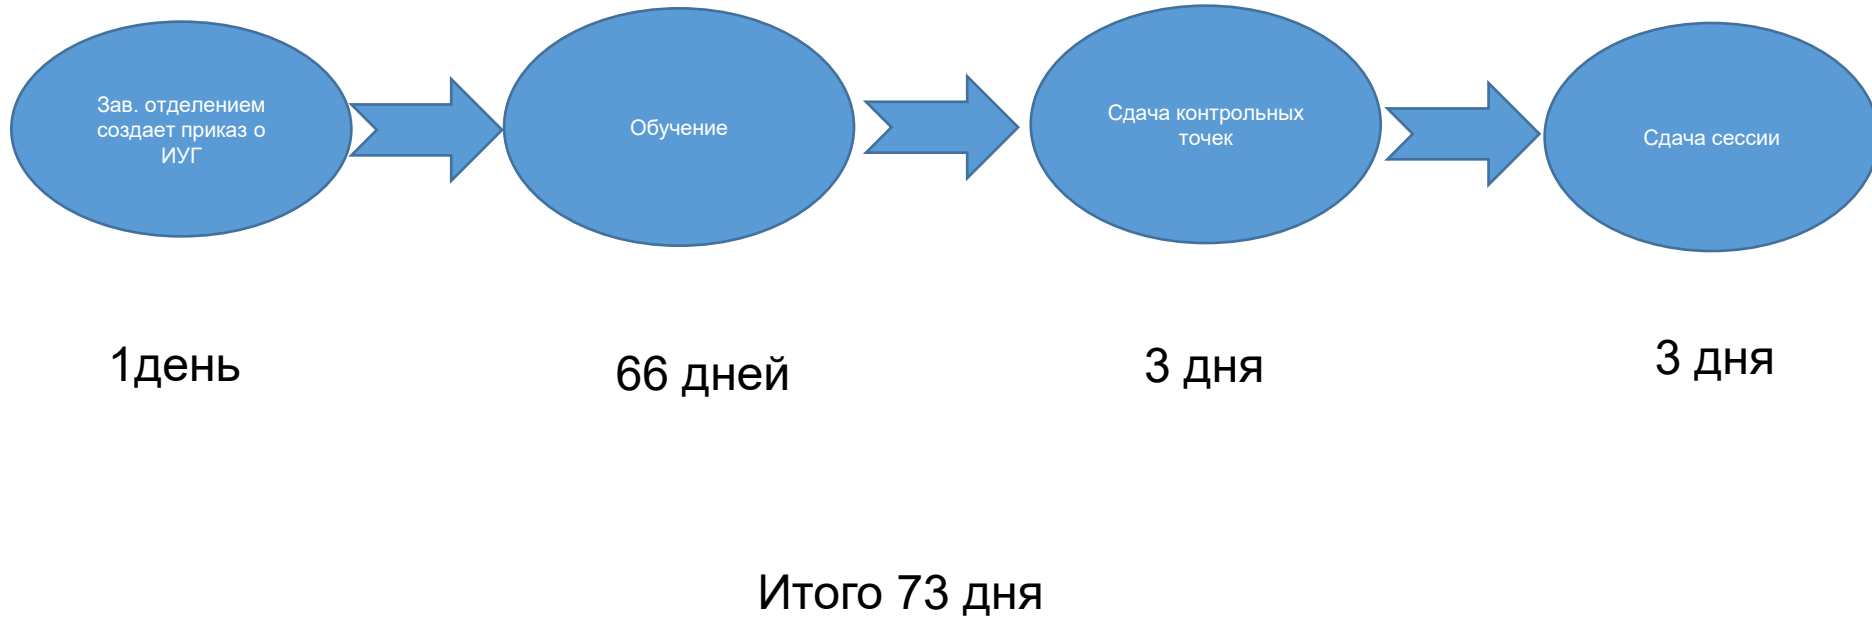 Зав. отделением
создает приказ о
ИУГ
Обучение
Сдача контрольных
точек
Сдача сессии
1день
66 дней
3 дня
3 дня
Итого 73 дня